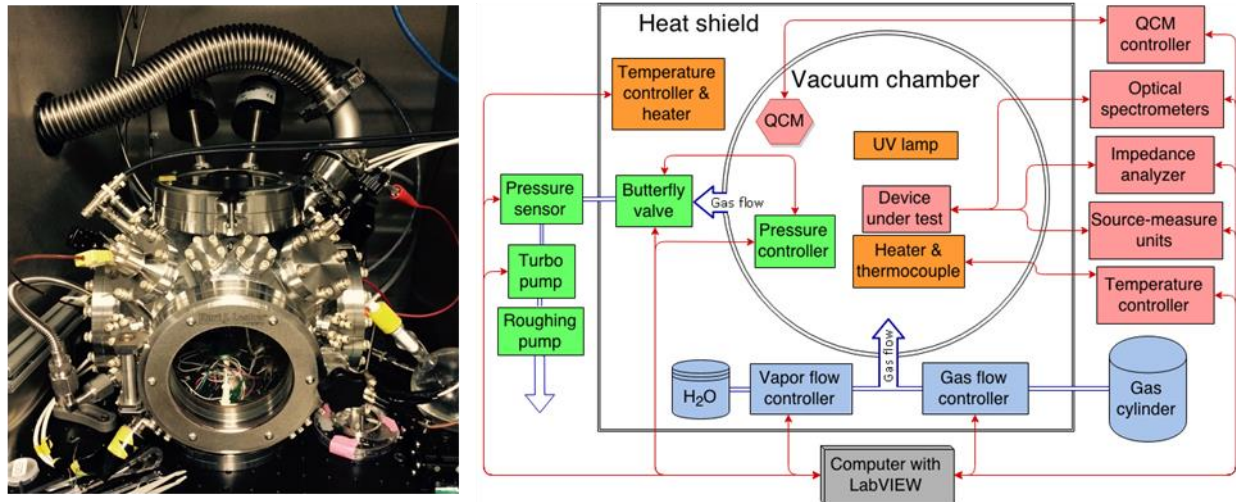 Kurt J. Lesker
Heat shield
Temperature
controller &
heater
Vacuum chamber
QCM
UV lamp
Pressure
sensor
Butterfly
valve
Gas flow
Device
under test
Pressure
controller
Heater &
thermocouple
Turbo
pump
Roughing
pump
Gas flow
H₂O
Vapor flow
controller
Gas flow
controller
Computer with
LabVIEW
QCM
controller
Optical
spectrometers
Impedance
analyzer
Source-measure
units
Temperature
controller
Gas
cylinder